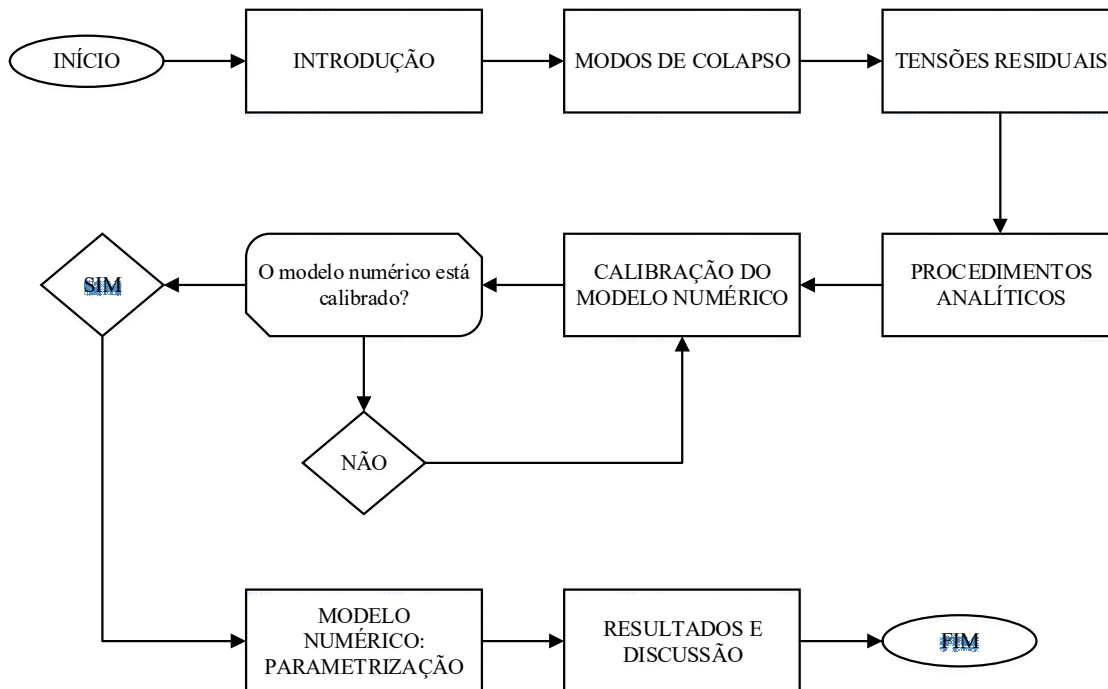 INÍCIO
INTRODUÇÃO
MODOS DE COLAPSO
TENSÕES RESIDUAIS
PROCEDIMENTOS
ANALÍTICOS
CALIBRAÇÃO DO
MODELO NUMÉRICO
O modelo numérico está
calibrado?
SIM
NÃO
MODELO
NUMÉRICO:
PARAMETRIZAÇÃO
RESULTADOS E
DISCUSSÃO
FIM